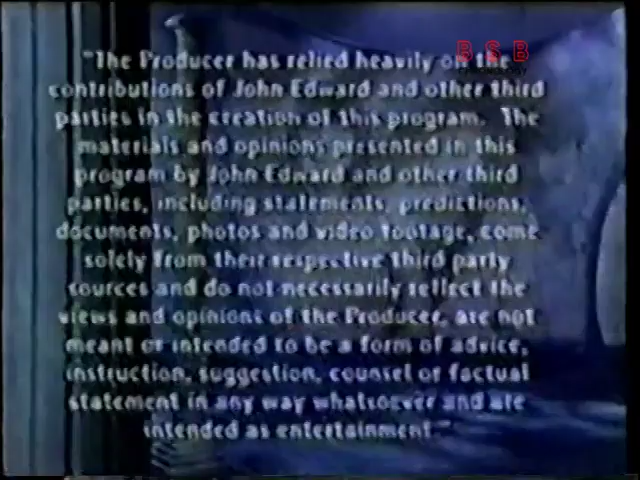 B S B
"The Producer has relied heavily on the
contributions of John Edward and other third
parties in the creation of this program. The
materials and opinions presented in this
program by John Edward and other third
parties, including statements, predictions,
documents, photos and video footage, come
solely from their respective third party
sources and do not necessarily reflect the
views and opinions of the Producer, are not
meant or intended to be a form of advice,
instruction, suggestion, counsel or factual
statement in any way whatsoever and are
intended as entertainment."